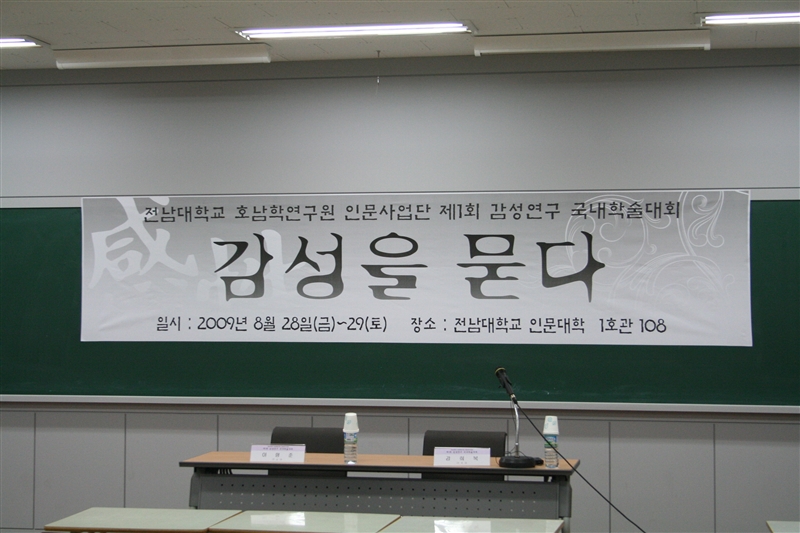 전남대학교 호남학연구원 인문사업단 제1회 감성연구 국내학술대회
感
감성을 묻다
일시 : 2009년 8월 28일(금)~29(토) 장소 : 전남대학교 인문대학 1호관 108